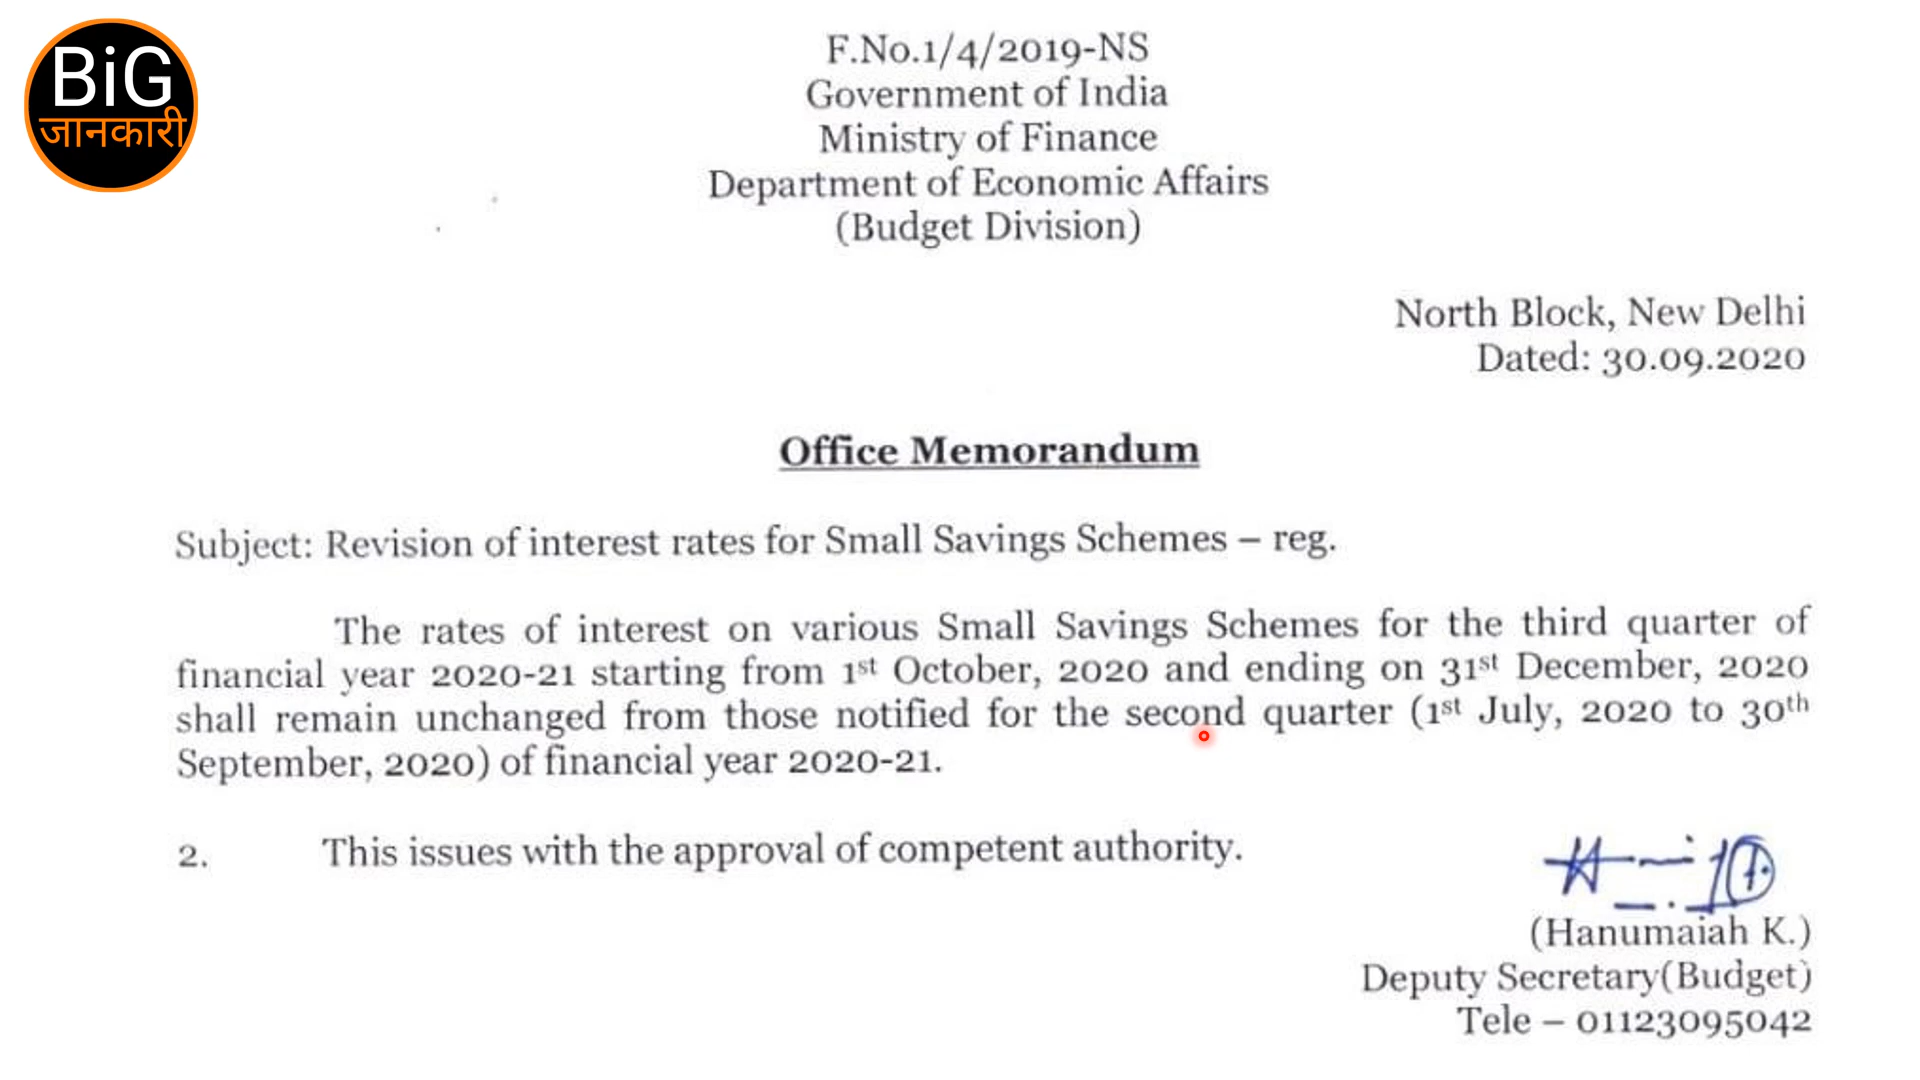 BiG
जानकारी
F.No.1/4/2019-NS
Government of India
Ministry of Finance
Department of Economic Affairs
(Budget Division)
North Block, New Delhi
Dated: 30.09.2020
Office Memorandum
Subject: Revision of interest rates for Small Savings Schemes – reg.
The rates of interest on various Small Savings Schemes for the third quarter of
financial year 2020-21 starting from 1st October, 2020 and ending on 31st December, 2020
shall remain unchanged from those notified for the second quarter (1st July, 2020 to 30th
September, 2020) of financial year 2020-21.
2. This issues with the approval of competent authority.
(Hanumaiah K.)
Deputy Secretary(Budget)
Tele – 01123095042